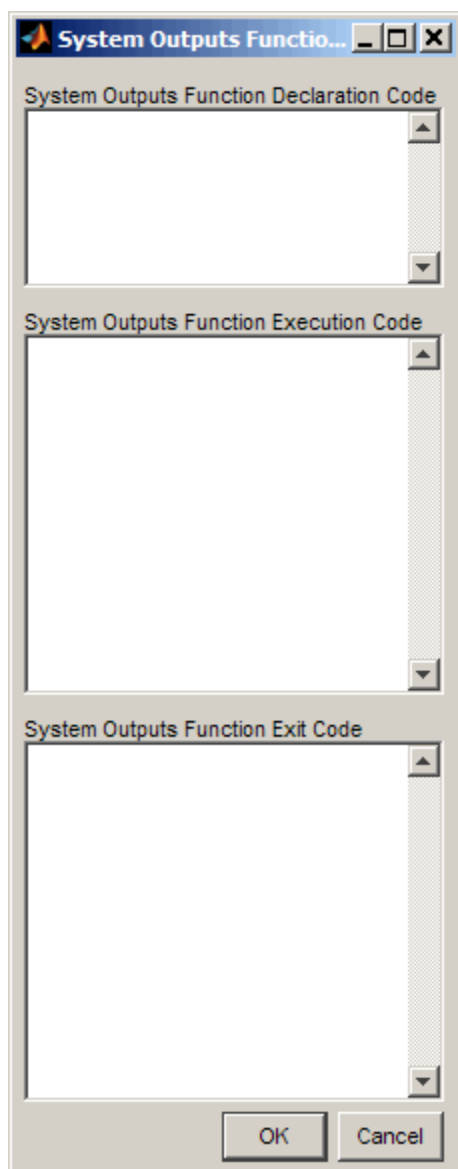 System Outputs Functio...
System Outputs Function Declaration Code
System Outputs Function Execution Code
System Outputs Function Exit Code
OK Cancel